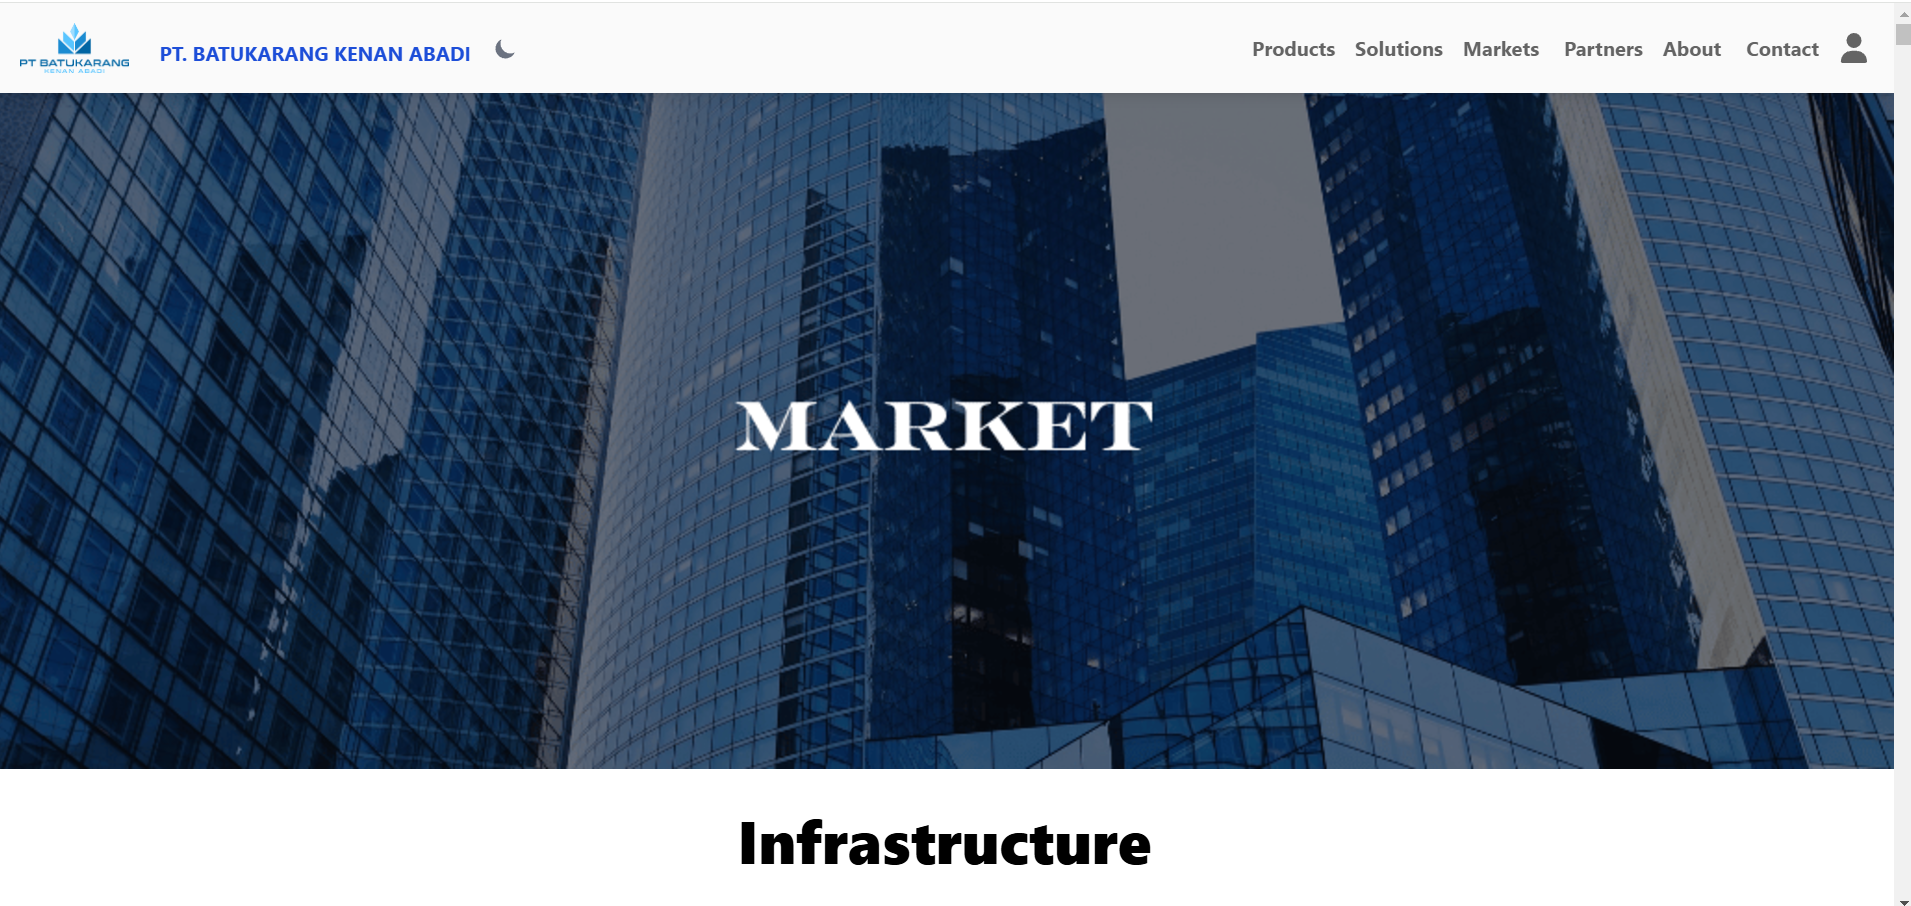 PT BATUKARANG
KENAN ABADI
PT. BATUKARANG KENAN ABADI
Products Solutions Markets Partners About Contact
MARKET
Infrastructure